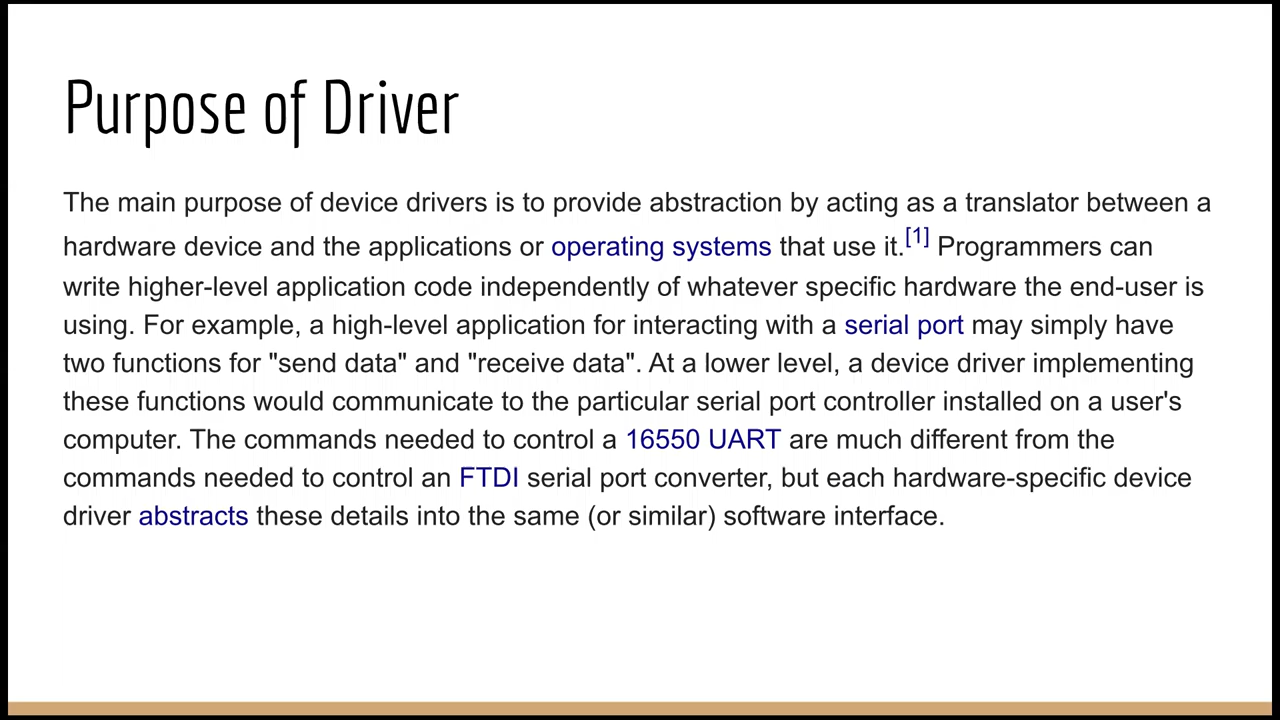 Purpose of Driver
The main purpose of device drivers is to provide abstraction by acting as a translator between a
hardware device and the applications or operating systems that use it.[1] Programmers can
write higher-level application code independently of whatever specific hardware the end-user is
using. For example, a high-level application for interacting with a serial port may simply have
two functions for "send data" and "receive data". At a lower level, a device driver implementing
these functions would communicate to the particular serial port controller installed on a user's
computer. The commands needed to control a 16550 UART are much different from the
commands needed to control an FTDI serial port converter, but each hardware-specific device
driver abstracts these details into the same (or similar) software interface.